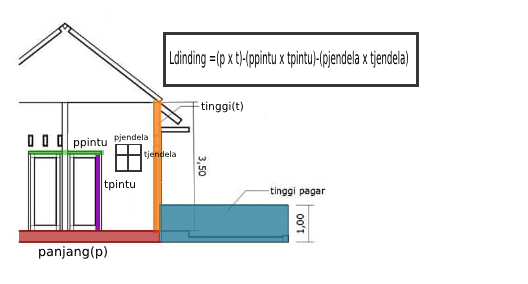 Ldinding =(p x t)-(ppintu x tpintu)-(pjendela x tjendela)
tinggi(t)
pjendela
ppintu
tjendela
3,50
tpintu
tinggi pagar
1,00
panjang(p)